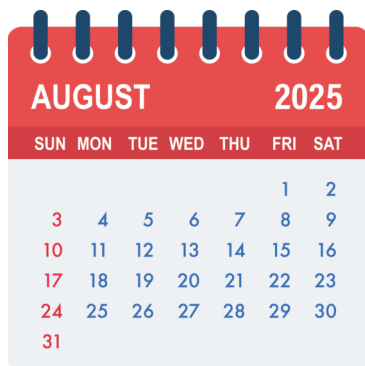 AUGUST 2025
SUN MON TUE WED THU FRI SAT
1 2
3 4 5 6 7 8 9
10 11 12 13 14 15 16
17 18 19 20 21 22 23
24 25 26 27 28 29 30
31